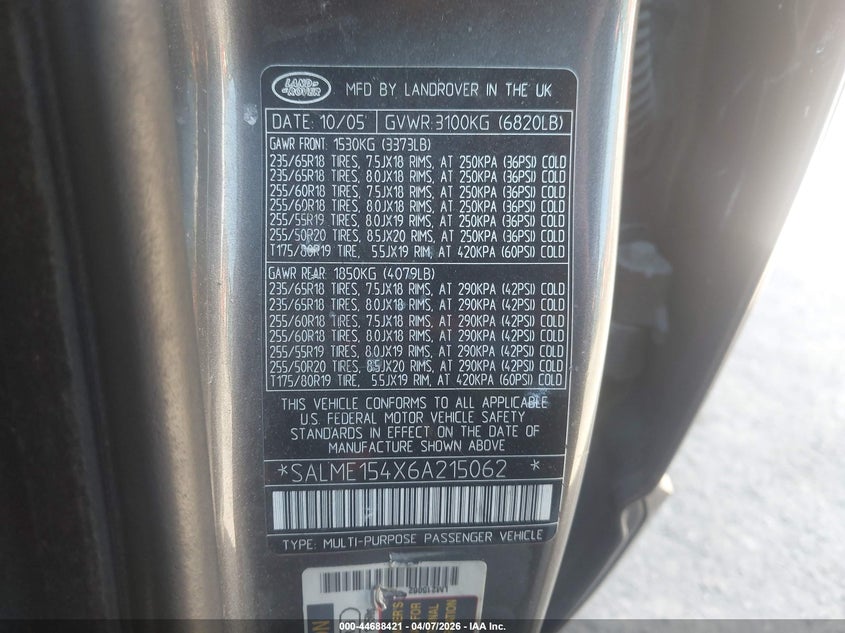 LAND ROVER
MFD BY LANDROVER IN THE UK
DATE: 10/05 GVWR:3100KG (6820LB)
GAWR FRONT: 1530KG (3373LB)
235/65R18 TIRES, 7.5JX18 RIMS, AT 250KPA (36PSI) COLD
235/65R18 TIRES, 8.0JX18 RIMS, AT 250KPA (36PSI) COLD
255/60R18 TIRES, 7.5JX18 RIMS, AT 250KPA (36PSI) COLD
255/60R18 TIRES, 8.0JX18 RIMS, AT 250KPA (36PSI) COLD
255/55R19 TIRES, 8.0JX19 RIMS, AT 250KPA (36PSI) COLD
255/50R20 TIRES, 8.5JX20 RIMS, AT 250KPA (36PSI) COLD
T175/80R19 TIRE, 5.5JX19 RIM, AT 420KPA (60PSI) COLD
GAWR REAR: 1850KG (4079LB)
235/65R18 TIRES, 7.5JX18 RIMS, AT 290KPA (42PSI) COLD
235/65R18 TIRES, 8.0JX18 RIMS, AT 290KPA (42PSI) COLD
255/60R18 TIRES, 7.5JX18 RIMS, AT 290KPA (42PSI) COLD
255/60R18 TIRES, 8.0JX18 RIMS, AT 290KPA (42PSI) COLD
255/55R19 TIRES, 8.0JX19 RIMS, AT 290KPA (42PSI) COLD
255/50R20 TIRES, 8.5JX20 RIMS, AT 290KPA (42PSI) COLD
T175/80R19 TIRE, 5.5JX19 RIM, AT 420KPA (60PSI) COLD
THIS VEHICLE CONFORMS TO ALL APPLICABLE
U.S. FEDERAL MOTOR VEHICLE SAFETY
STANDARDS IN EFFECT ON THE DATE OF
MANUFACTURE SHOWN ABOVE
*SALME154X6A215062 *
TYPE: MULTI-PURPOSE PASSENGER VEHICLE
LM215062
FOR
000-44688421 - 04/07/2026 - IAA Inc.